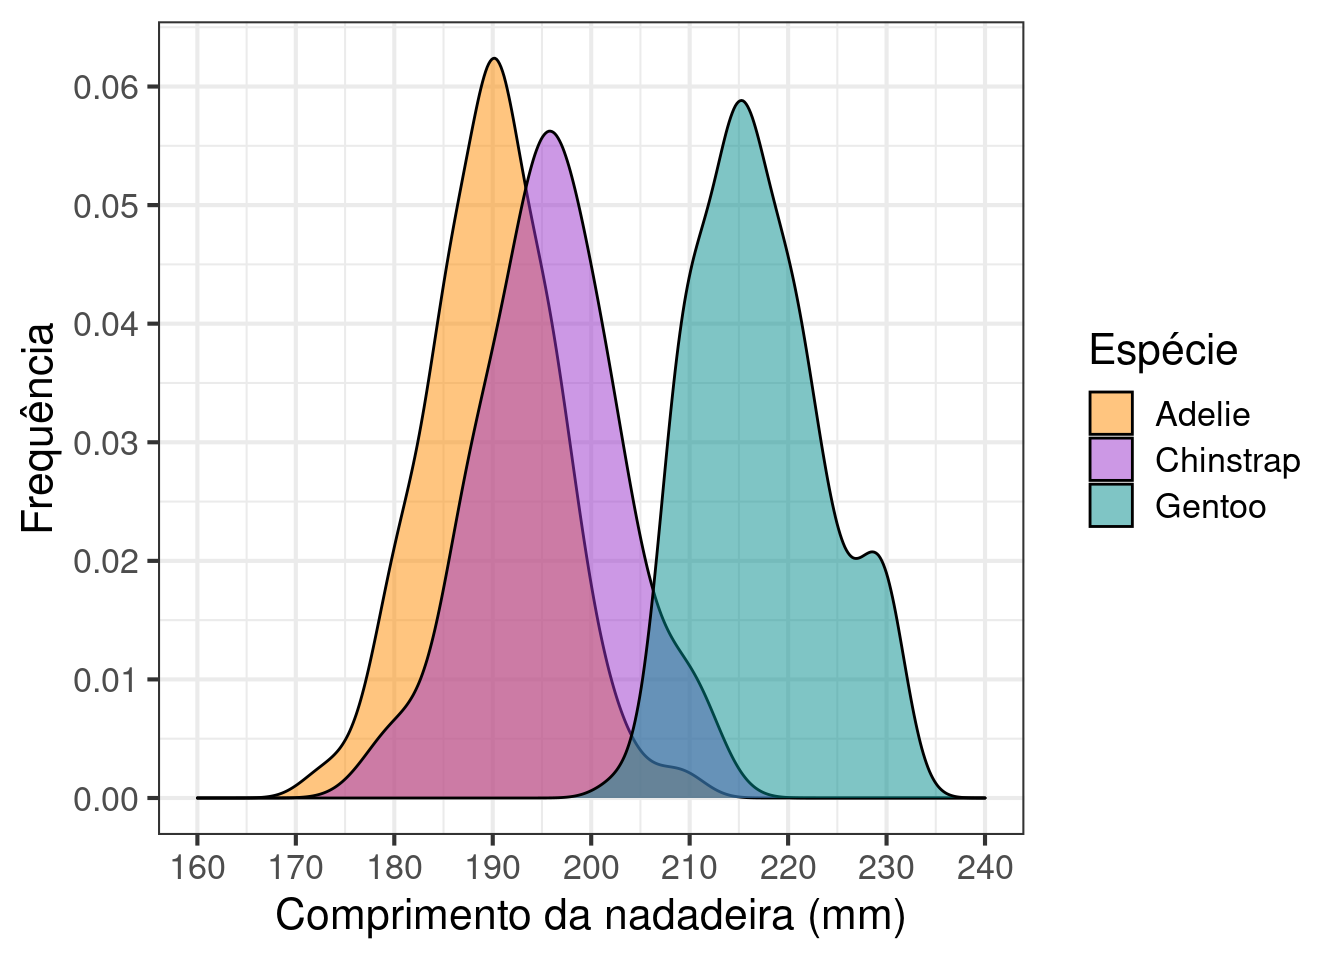 Frequência
0.06
0.05
0.04
0.03
0.02
0.01
0.00
160 170 180 190 200 210 220 230 240
Comprimento da nadadeira (mm)
Espécie
Adelie
Chinstrap
Gentoo